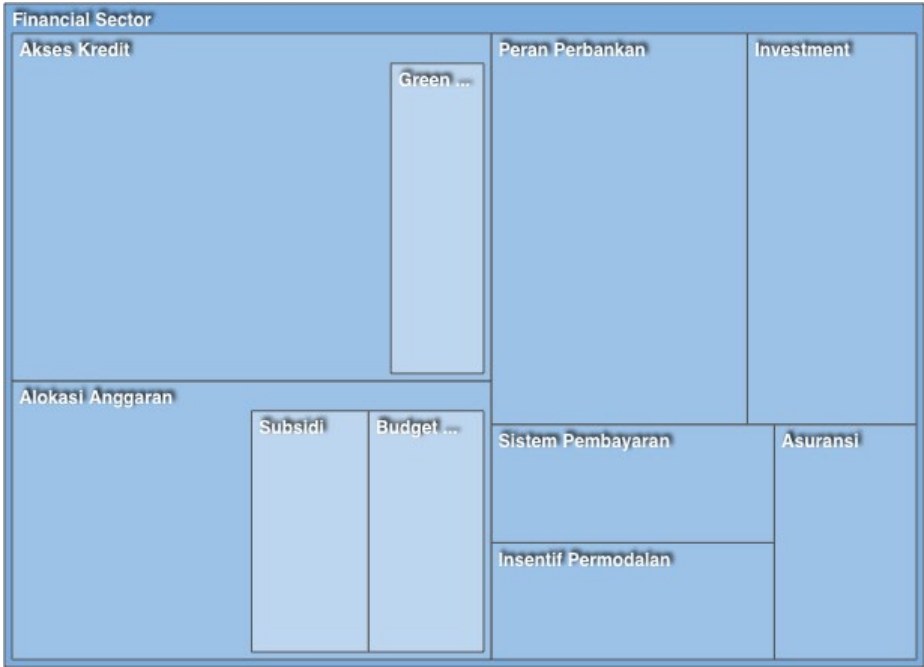 Financial Sector
Akses Kredit
Green ...
Peran Perbankan
Investment
Alokasi Anggaran
Subsidi
Budget ...
Sistem Pembayaran
Asuransi
Insentif Permodalan